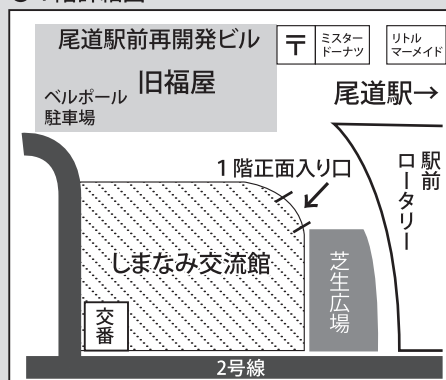 尾道駅前再開発ビル
旧福屋
ベルポール
駐車場
〒
ミスター
ドーナツ
リトル
マーメイド
尾道駅→
1階正面入り口
駅前
ロータリー
しまなみ交流館
芝生広場
交番
2号線